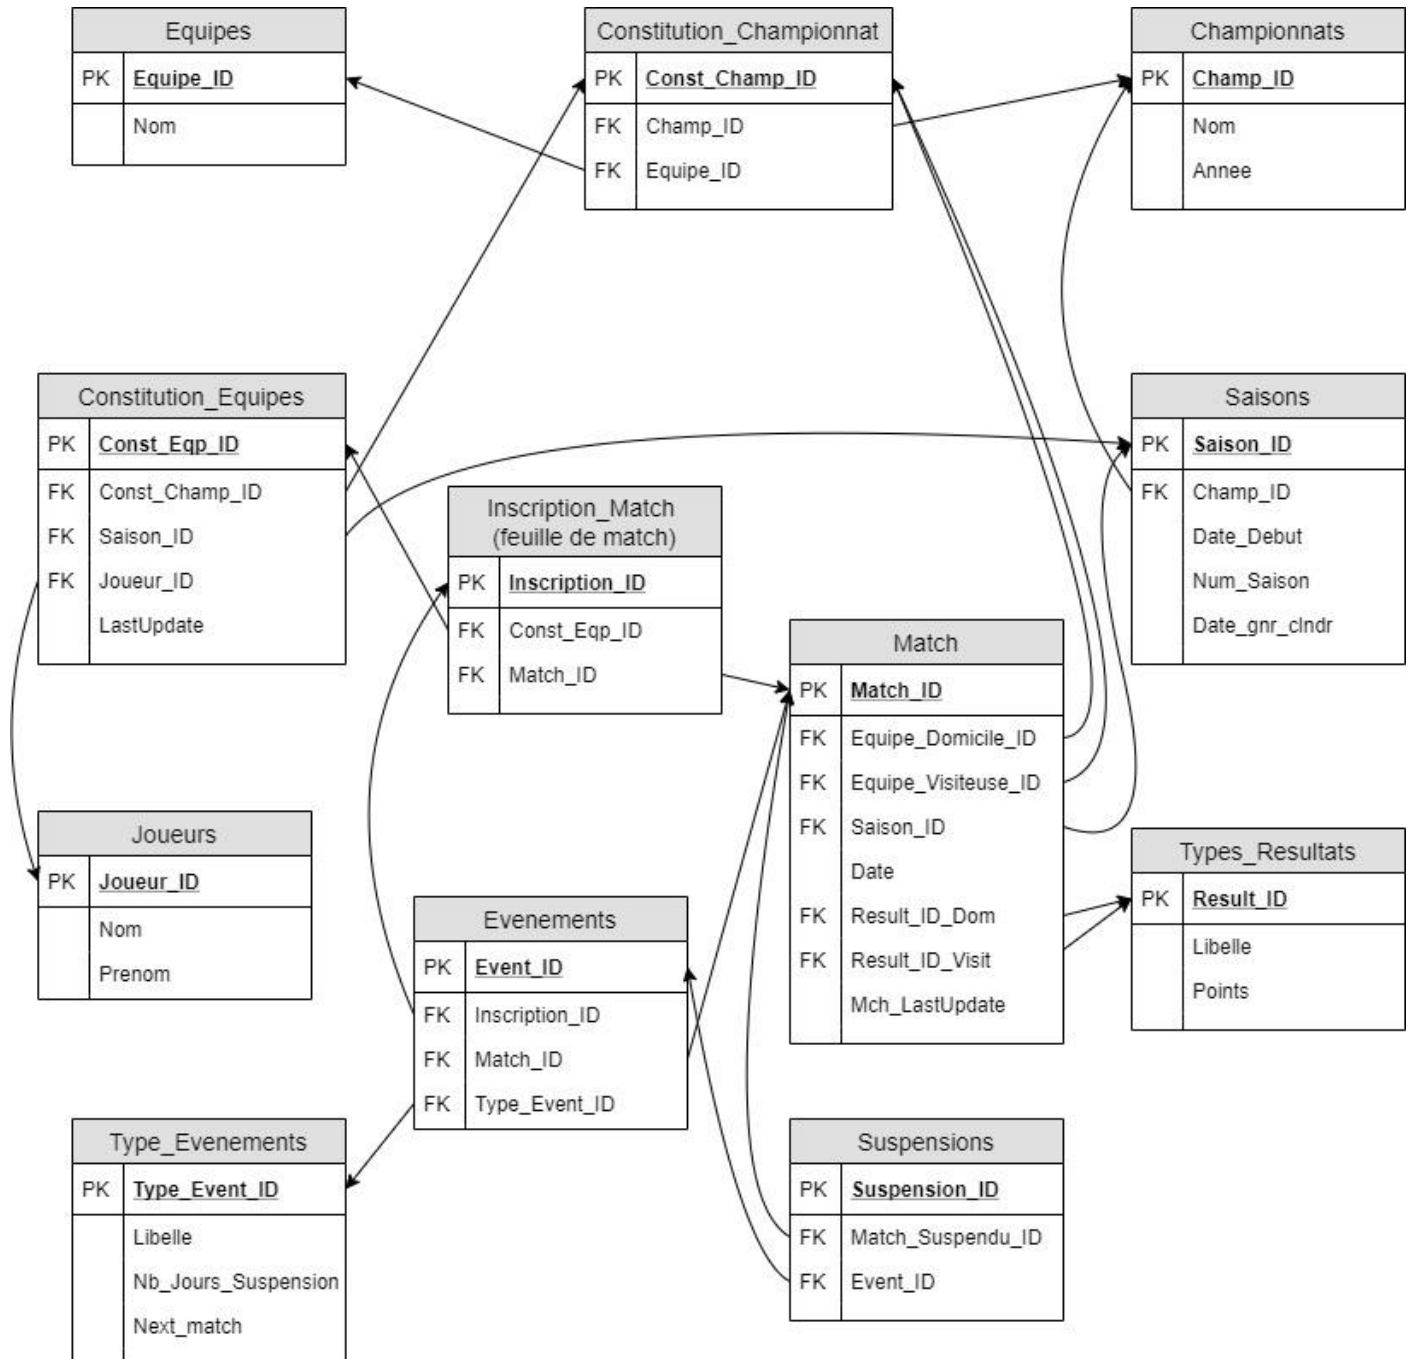 Equipes
PK Equipe_ID
Nom
Constitution_Championnat
PK Const_Champ_ID
FK Champ_ID
FK Equipe_ID
Championnats
PK Champ_ID
Nom
Annee
Constitution_Equipes
PK Const_Eqp_ID
FK Const_Champ_ID
FK Saison_ID
FK Joueur_ID
LastUpdate
Inscription_Match
(feuille de match)
PK Inscription_ID
FK Const_Eqp_ID
FK Match_ID
Saisons
PK Saison_ID
FK Champ_ID
Date_Debut
Num_Saison
Date_gnr_clndr
Match
PK Match_ID
FK Equipe_Domicile_ID
FK Equipe_Visiteuse_ID
FK Saison_ID
Date
FK Result_ID_Dom
FK Result_ID_Visit
Mch_LastUpdate
Joueurs
PK Joueur_ID
Nom
Prenom
Types_Resultats
PK Result_ID
Libelle
Points
Evenements
PK Event_ID
FK Inscription_ID
FK Match_ID
FK Type_Event_ID
Type_Evenements
PK Type_Event_ID
Libelle
Nb_Jours_Suspension
Next_match
Suspensions
PK Suspension_ID
FK Match_Suspendu_ID
FK Event_ID